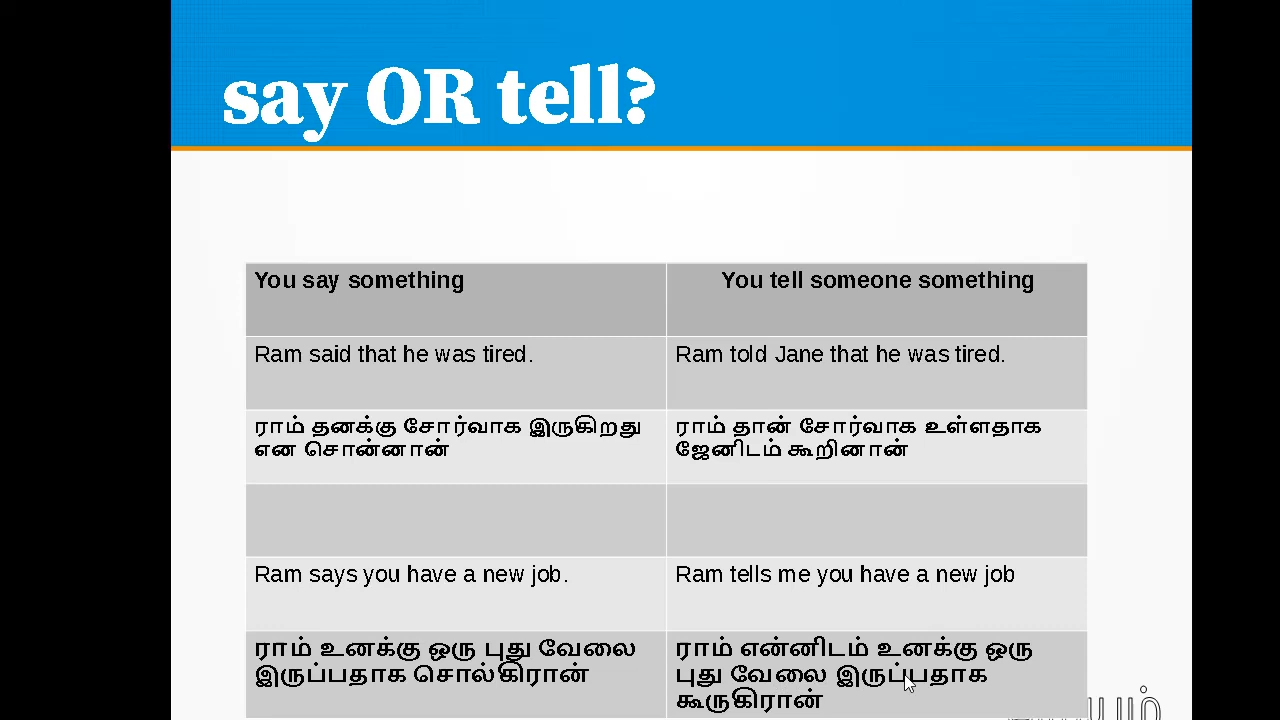 say OR tell?
You say something
You tell someone something
Ram said that he was tired.
Ram told Jane that he was tired.
ராம் தனக்கு சோர்வாக இருகிறது
என சொன்னான்
ராம் தான் சோர்வாக உள்ளதாக
ஜேனிடம் கூறினான்
Ram says you have a new job.
Ram tells me you have a new job
ராம் உனக்கு ஒரு புது வேலை
இருப்பதாக சொல்கிரான்
ராம் என்னிடம் உனக்கு ஒரு
புது வேலை இருப்பதாக
கூருகிரான்